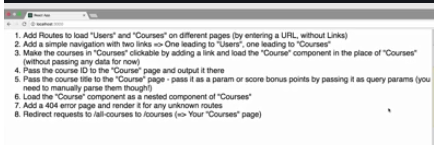 React App
localhost:3000
1. Add Routes to load "Users" and "Courses" on different pages (by entering a URL, without Links)
2. Add a simple navigation with two links => One leading to "Users", one leading to "Courses"
3. Make the courses in "Courses" clickable by adding a link and load the "Course" component in the place of "Courses"
(without passing any data for now)
4. Pass the course ID to the "Course" page and output it there
5. Pass the course title to the "Course" page - pass it as a param or score bonus points by passing it as query params (you
need to manually parse them though!)
6. Load the "Course" component as a nested component of "Courses"
7. Add a 404 error page and render it for any unknown routes
8. Redirect requests to /all-courses to /courses (=> Your "Courses" page)